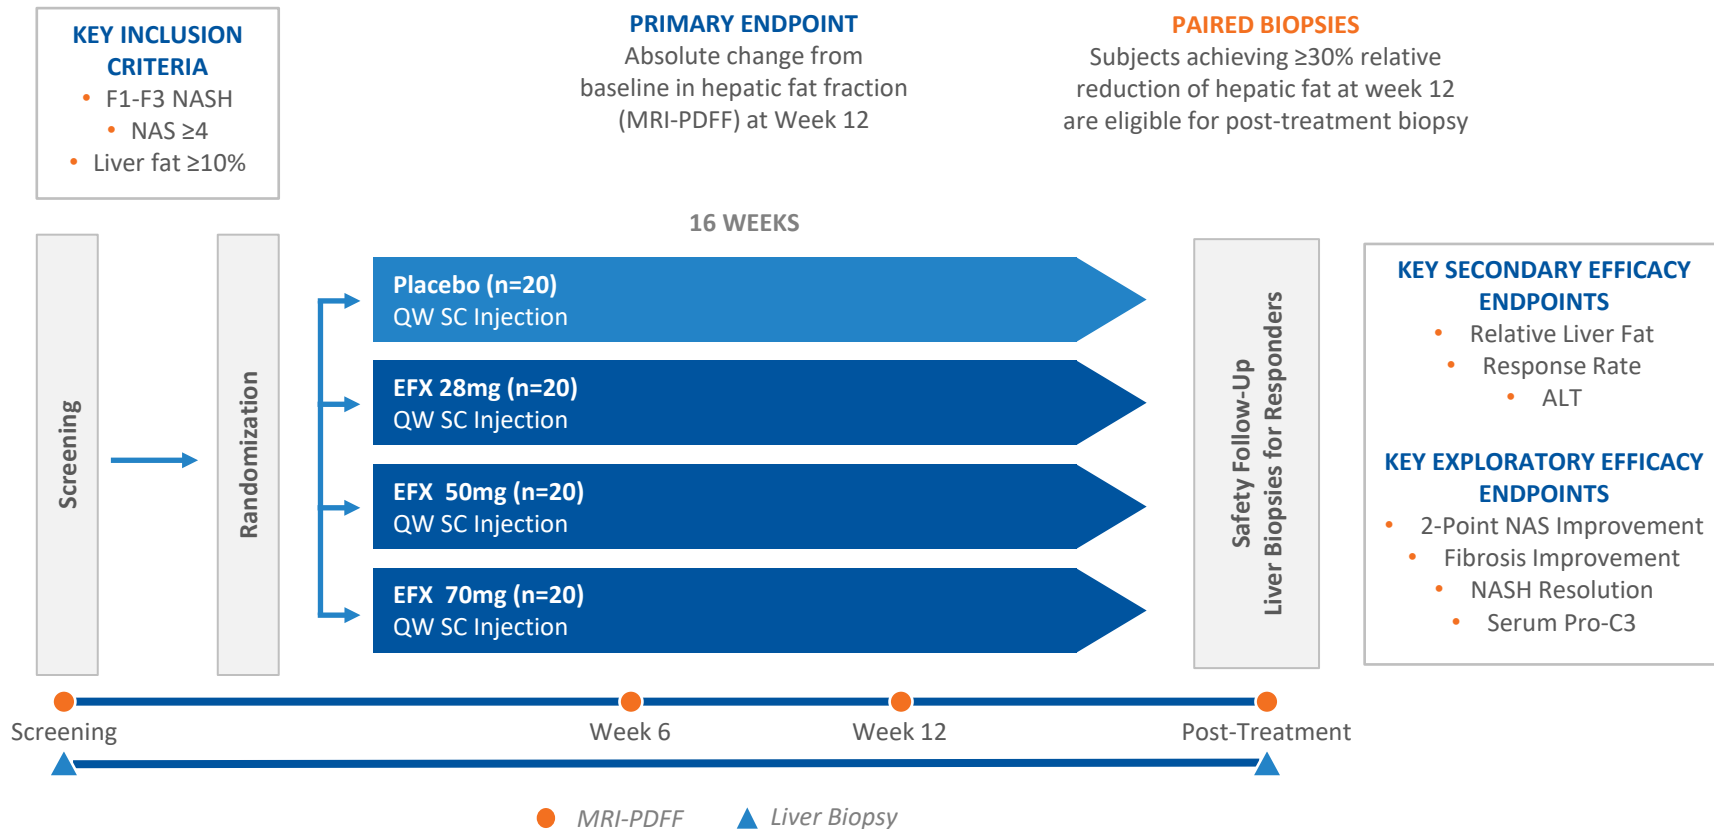 KEY INCLUSION
CRITERIA
• F1-F3 NASH
• NAS ≥4
• Liver fat ≥10%
PRIMARY ENDPOINT
Absolute change from
baseline in hepatic fat fraction
(MRI-PDFF) at Week 12
PAIRED BIOPSIES
Subjects achieving ≥30% relative
reduction of hepatic fat at week 12
are eligible for post-treatment biopsy
16 WEEKS
Screening
Randomization
Placebo (n=20)
QW SC Injection
EFX 28mg (n=20)
QW SC Injection
EFX  50mg (n=20)
QW SC Injection
EFX  70mg (n=20)
QW SC Injection
Safety Follow-Up
Liver Biopsies for Responders
KEY SECONDARY EFFICACY
ENDPOINTS
• Relative Liver Fat
• Response Rate
• ALT
KEY EXPLORATORY EFFICACY
ENDPOINTS
• 2-Point NAS Improvement
• Fibrosis Improvement
• NASH Resolution
• Serum Pro-C3
Screening
Week 6
Week 12
Post-Treatment
MRI-PDFF
Liver Biopsy